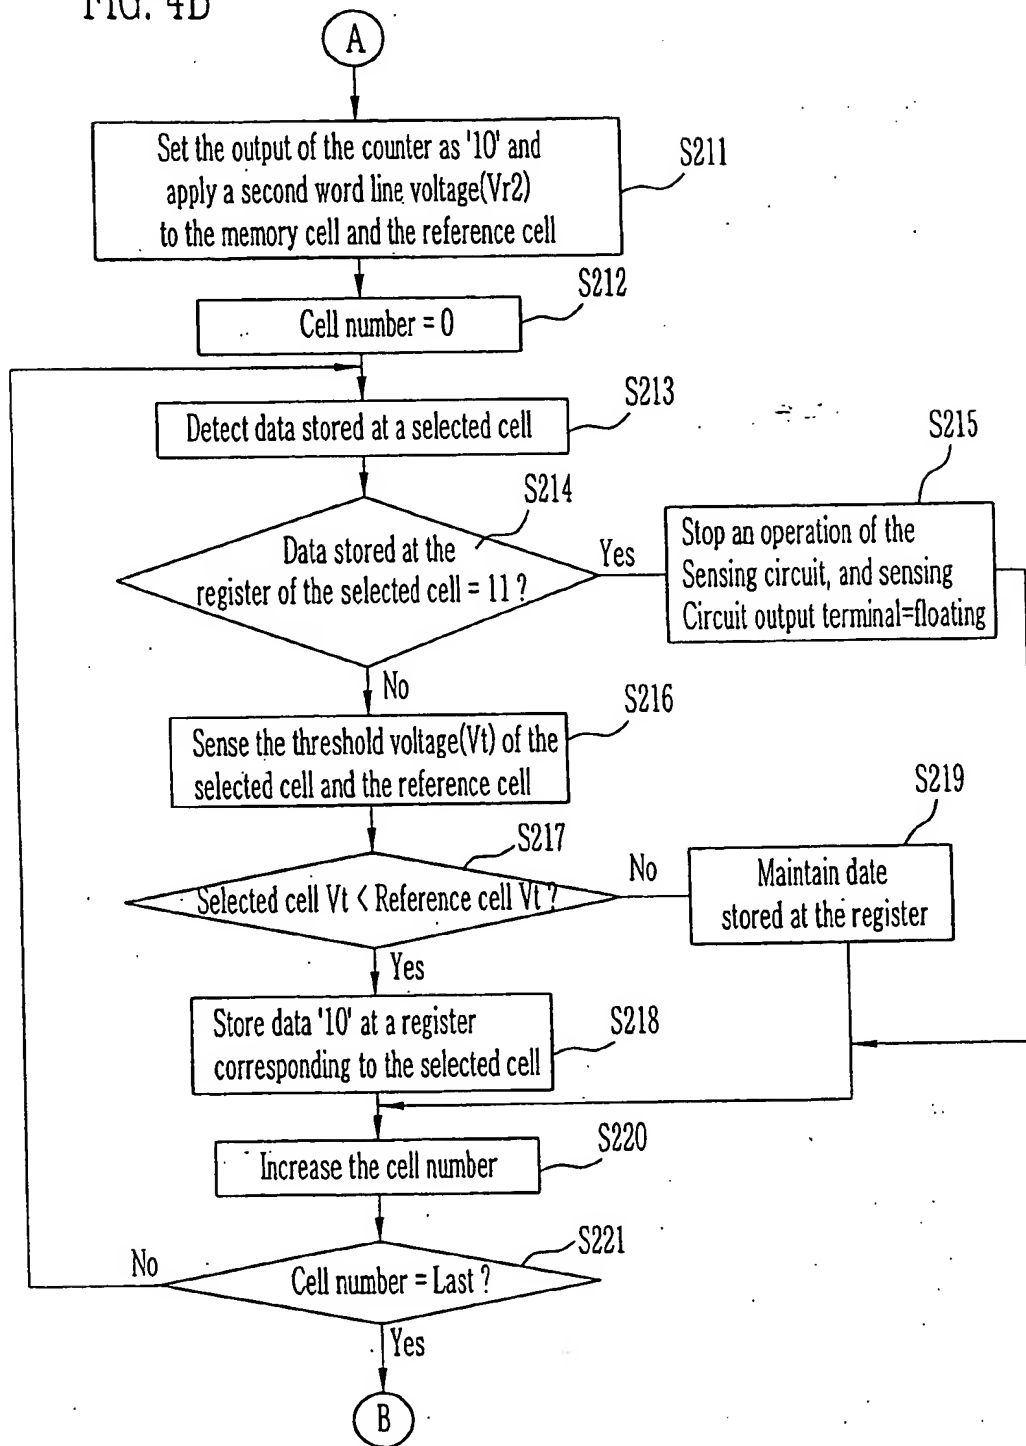 FIG. 4B
A
Set the output of the counter as '10' and
apply a second word line voltage(Vr2)
to the memory cell and the reference cell
S211
S212
Cell number = 0
S213
Detect data stored at a selected cell
S214
S215
Data stored at the
register of the selected cell = 11 ?
Yes
Stop an operation of the
Sensing circuit, and sensing
Circuit output terminal=floating
No
S216
Sense the threshold voltage(Vt) of the
selected cell and the reference cell
S217
S219
Selected cell Vt < Reference cell Vt ?
No
Maintain date
stored at the register
Yes
Store data '10' at a register
corresponding to the selected cell
S218
S220
Increase the cell number
S221
No
Cell number = Last ?
Yes
B